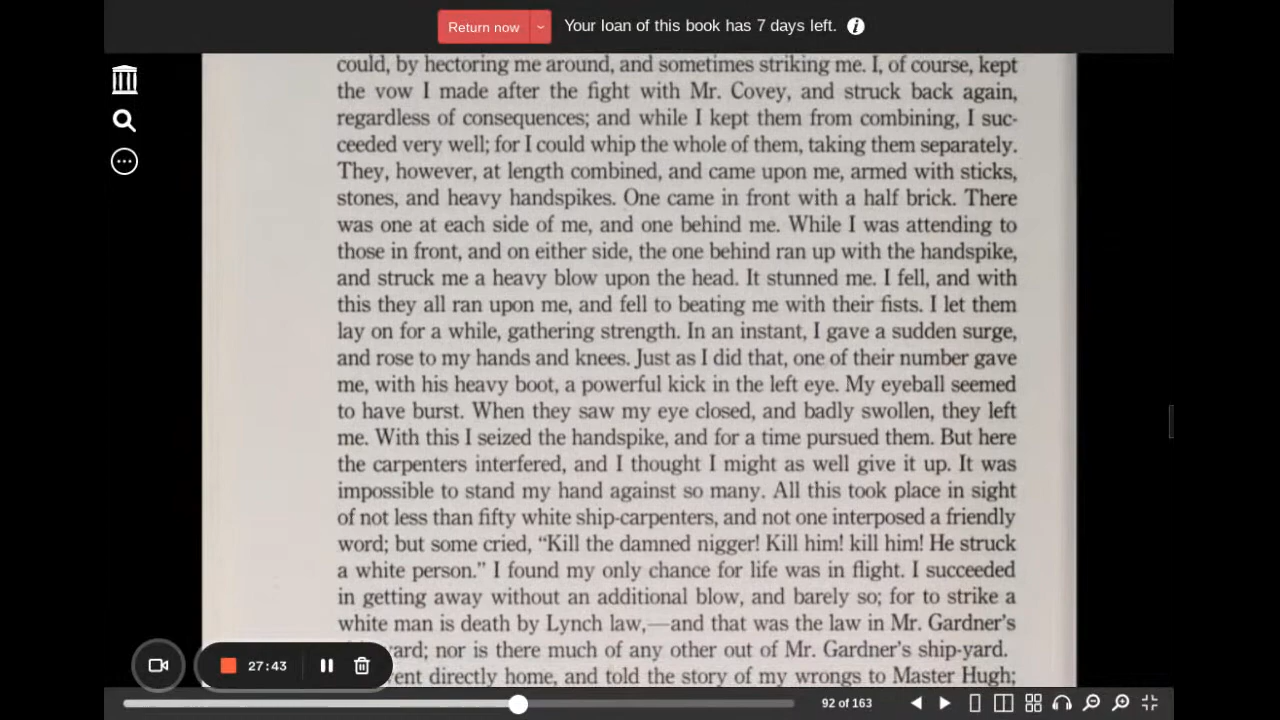 Return now
Your loan of this book has 7 days left.
could, by hectoring me around, and sometimes striking me. I, of course, kept
the vow I made after the fight with Mr. Covey, and struck back again,
regardless of consequences; and while I kept them from combining, I suc-
ceeded very well; for I could whip the whole of them, taking them separately.
They, however, at length combined, and came upon me, armed with sticks,
stones, and heavy handspikes. One came in front with a half brick. There
was one at each side of me, and one behind me. While I was attending to
those in front, and on either side, the one behind ran up with the handspike,
and struck me a heavy blow upon the head. It stunned me. I fell, and with
this they all ran upon me, and fell to beating me with their fists. I let them
lay on for a while, gathering strength. In an instant, I gave a sudden surge,
and rose to my hands and knees. Just as I did that, one of their number gave
me, with his heavy boot, a powerful kick in the left eye. My eyeball seemed
to have burst. When they saw my eye closed, and badly swollen, they left
me. With this I seized the handspike, and for a time pursued them. But here
the carpenters interfered, and I thought I might as well give it up. It was
impossible to stand my hand against so many. All this took place in sight
of not less than fifty white ship-carpenters, and not one interposed a friendly
word; but some cried, “Kill the damned nigger! Kill him! kill him! He struck
a white person.” I found my only chance for life was in flight. I succeeded
in getting away without an additional blow, and barely so; for to strike a
white man is death by Lynch law,—and that was the law in Mr. Gardner’s
yard; nor is there much of any other out of Mr. Gardner’s ship-yard.
directly home, and told the story of my wrongs to Master Hugh;
27:43
92 of 163